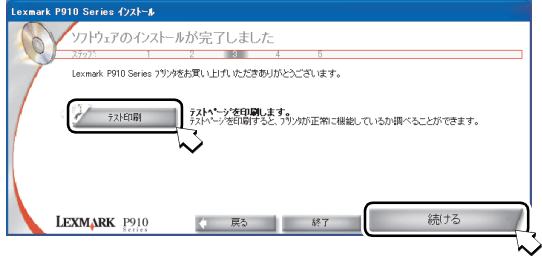 Lexmark P910 Series インストール
ソフトウェアのインストールが完了しました
ステップ: 1 2 3 4 5
Lexmark P910 Series プリンタをお買い上げいただきありがとうございます。
テスト印刷
テストページを印刷します。
テストページを印刷すると、プリンタが正常に機能しているか調べることができます。
LEXMARK P910 Series
戻る
終了
続ける